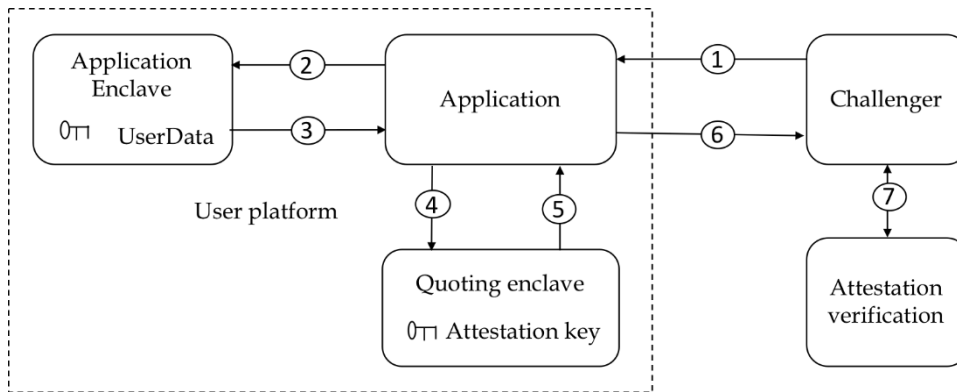 Application
Enclave
UserData
2
3
Application
1
6
Challenger
User platform
4
5
7
Quoting enclave
Attestation key
Attestation
verification